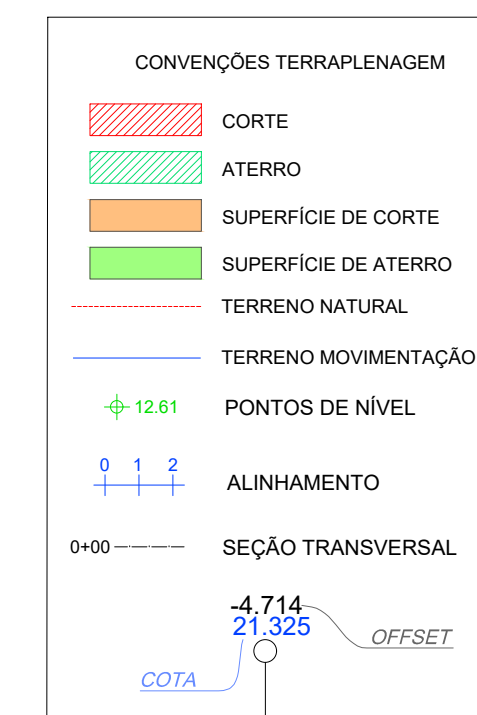 CONVENÇÕES TERRAPLENAGEM
CORTE
ATERRO
SUPERFÍCIE DE CORTE
SUPERFÍCIE DE ATERRO
TERRENO NATURAL
TERRENO MOVIMENTAÇÃO
12.61 PONTOS DE NÍVEL
0 1 2
ALINHAMENTO
0+00 SEÇÃO TRANSVERSAL
-4.714
21.325
OFFSET
COTA